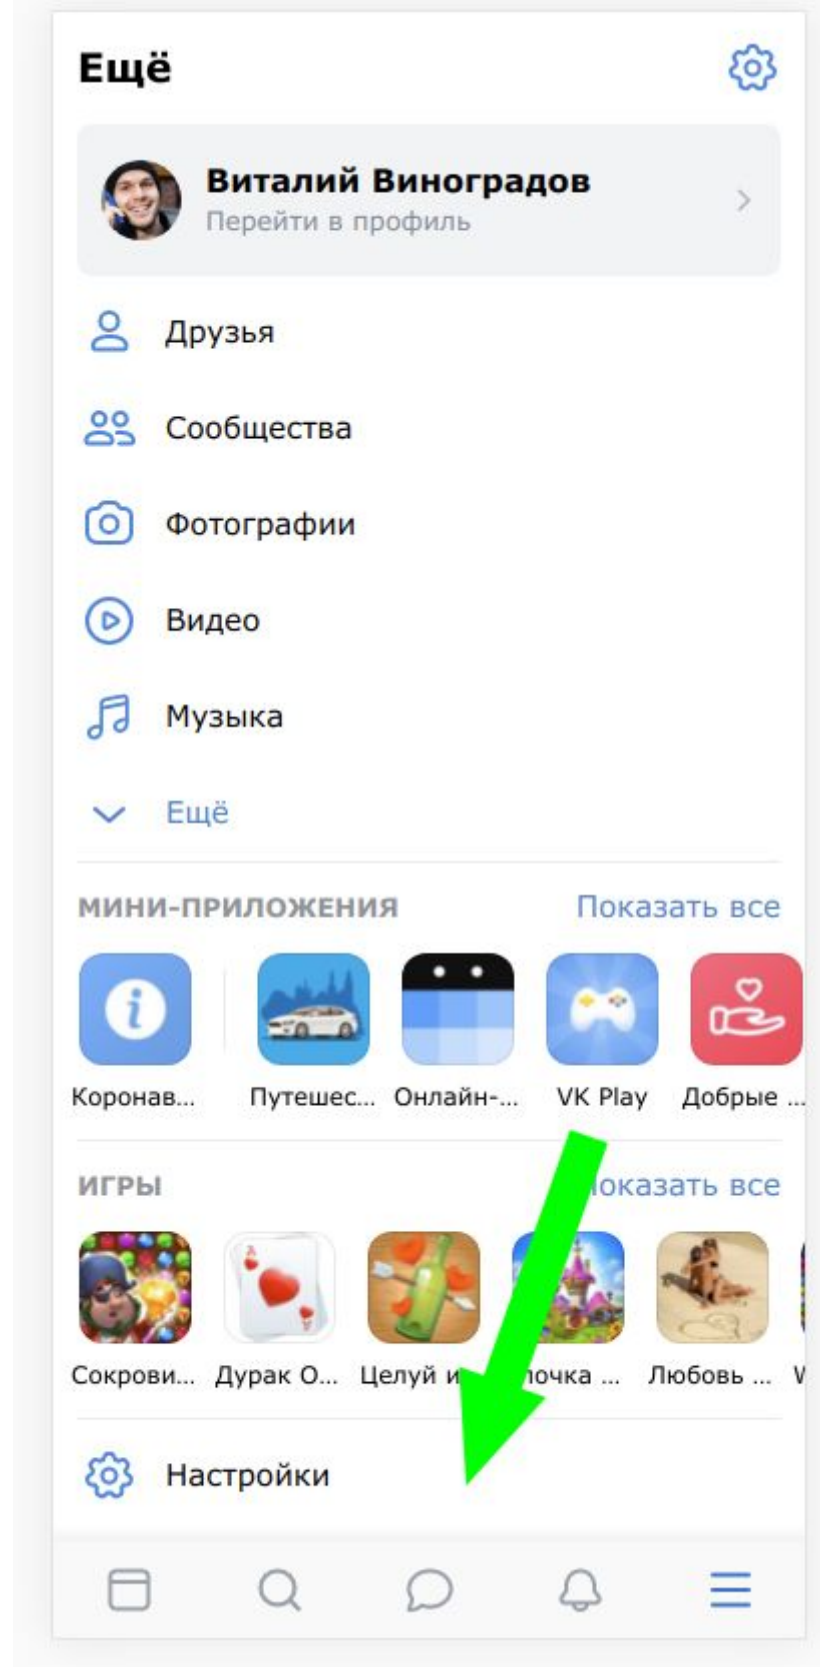 Ещё
Виталий Виноградов
Перейти в профиль
Друзья
Сообщества
Фотографии
Видео
Музыка
Ещё
МИНИ-ПРИЛОЖЕНИЯ Показать все
Коронав... Путешес... Онлайн-... VK Play Добрые ...
ИГРЫ оказать все
Сокрови... Дурак О... Целуй и почка ... Любовь ...
Настройки